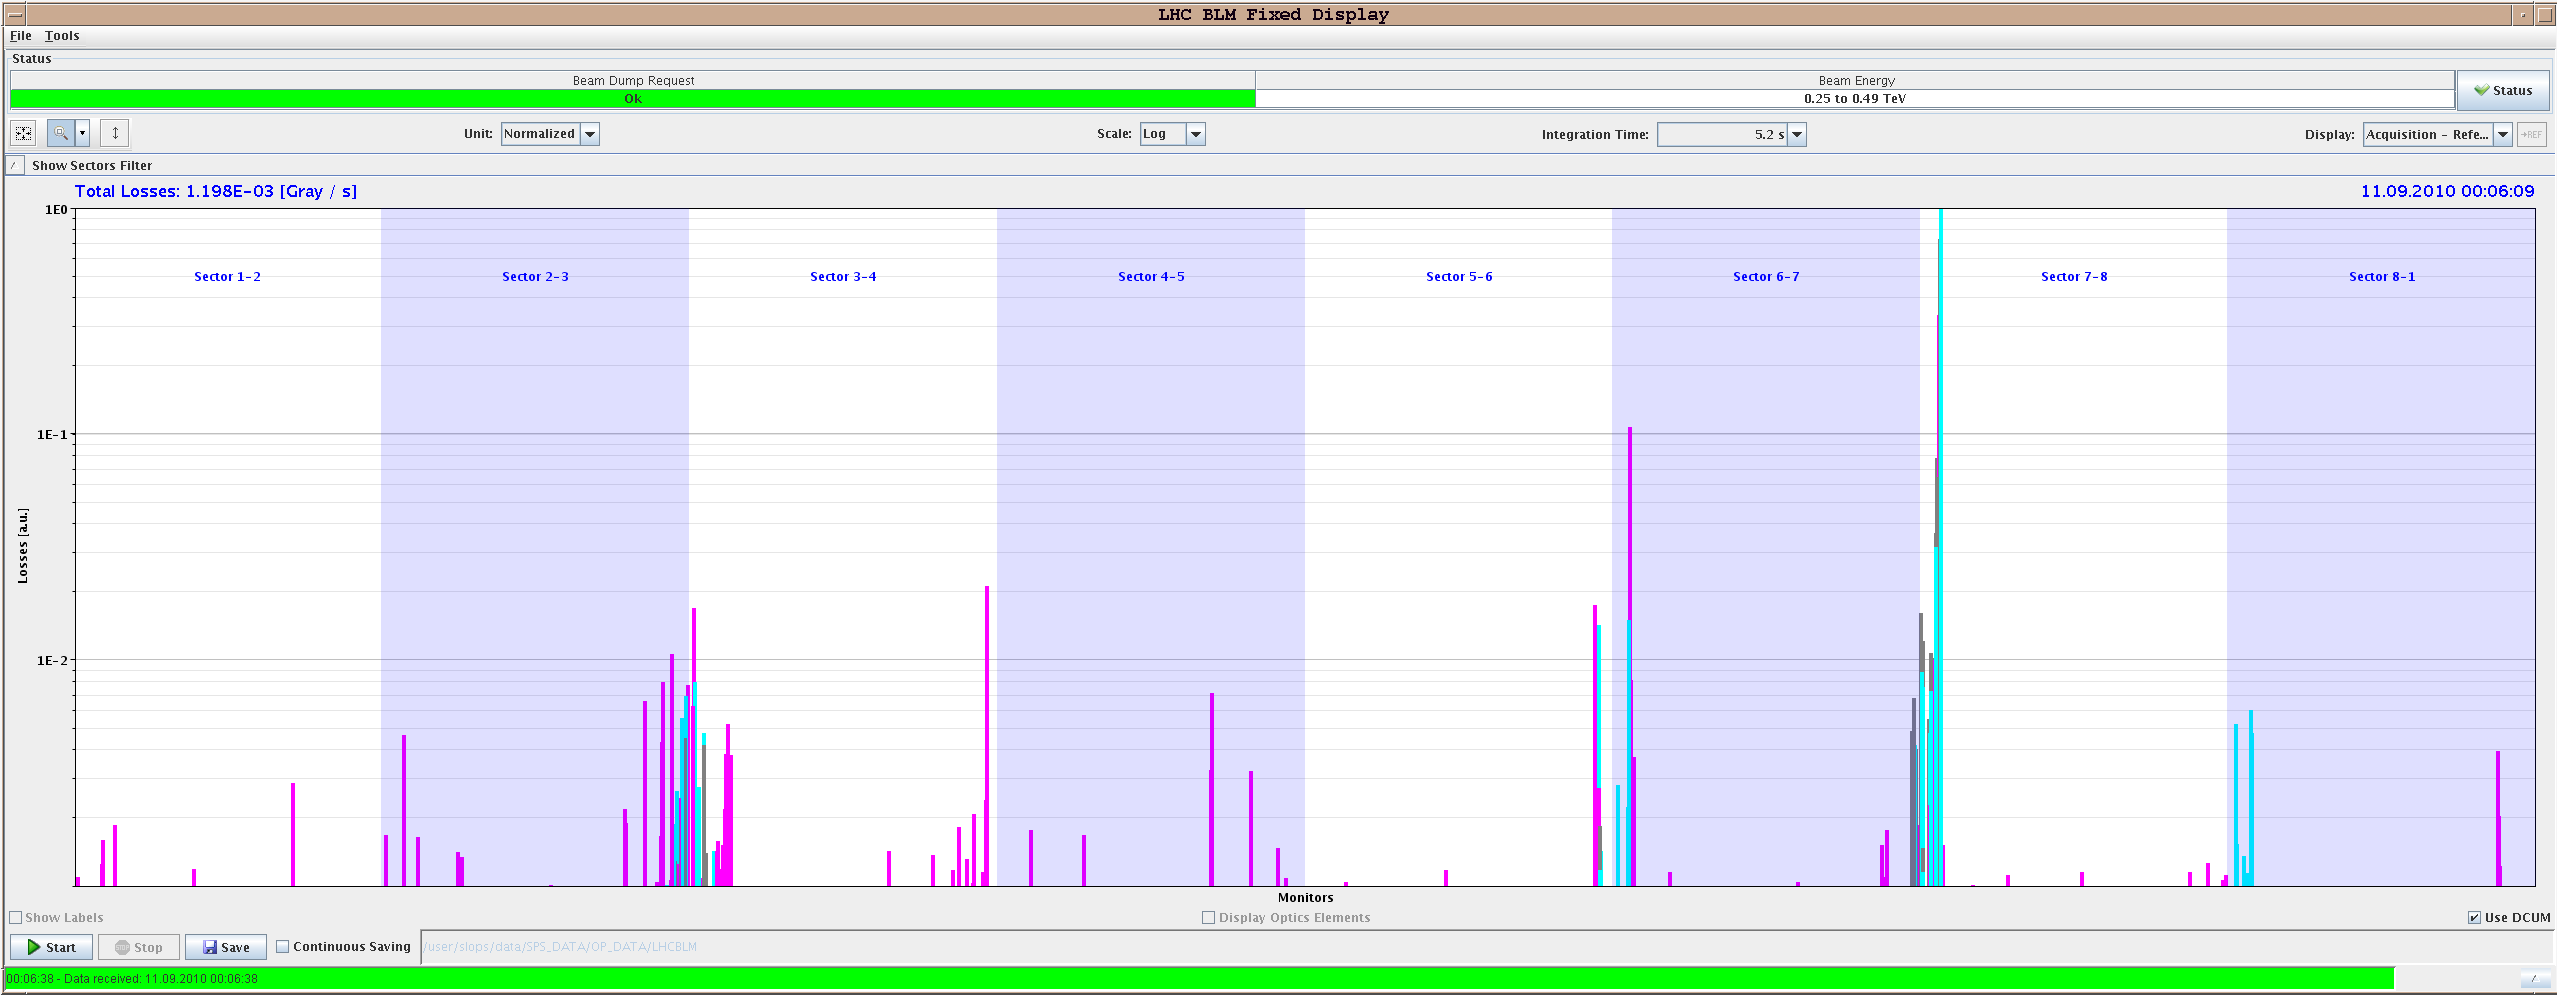 LHC BLM Fixed Display
File Tools
Status
Beam Dump Request Beam Energy
Ok 0.25 to 0.49 TeV
Status
Unit: Normalized Scale: Log Integration Time: 5.2 s Display: Acquisition - Refe... →REF
Show Sectors Filter
Total Losses: 1.198E-03 [Gray / s] 11.09.2010 00:06:09
1E0
Sector 1-2 Sector 2-3 Sector 3-4 Sector 4-5 Sector 5-6 Sector 6-7 Sector 7-8 Sector 8-1
1E-1
Losses [a.u.]
1E-2
Monitors
Show Labels Display Optics Elements Use DCUM
Start STOP Stop Save Continuous Saving /user/slops/data/SPS_DATA/OP_DATA/LHCBLM
00:06:38 - Data received: 11.09.2010 00:06:38